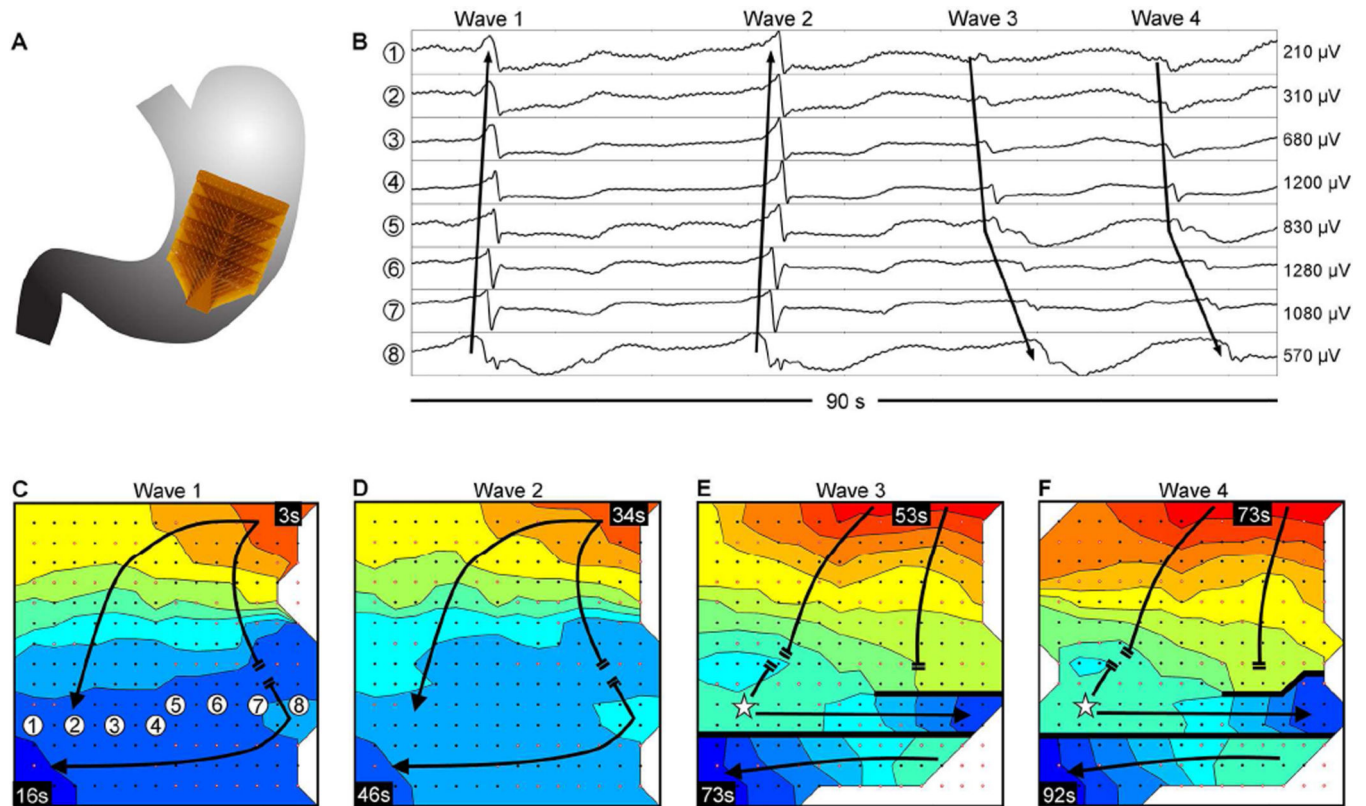 A
B
Wave 1
Wave 2
Wave 3
Wave 4
① 210 µV
② 310 µV
③ 680 µV
④ 1200 µV
⑤ 830 µV
⑥ 1280 µV
⑦ 1080 µV
⑧ 570 µV
90 s
C Wave 1
3s
① ② ③ ④ ⑤ ⑥ ⑦ ⑧
16s
D Wave 2
34s
46s
E Wave 3
53s
73s
F Wave 4
73s
92s